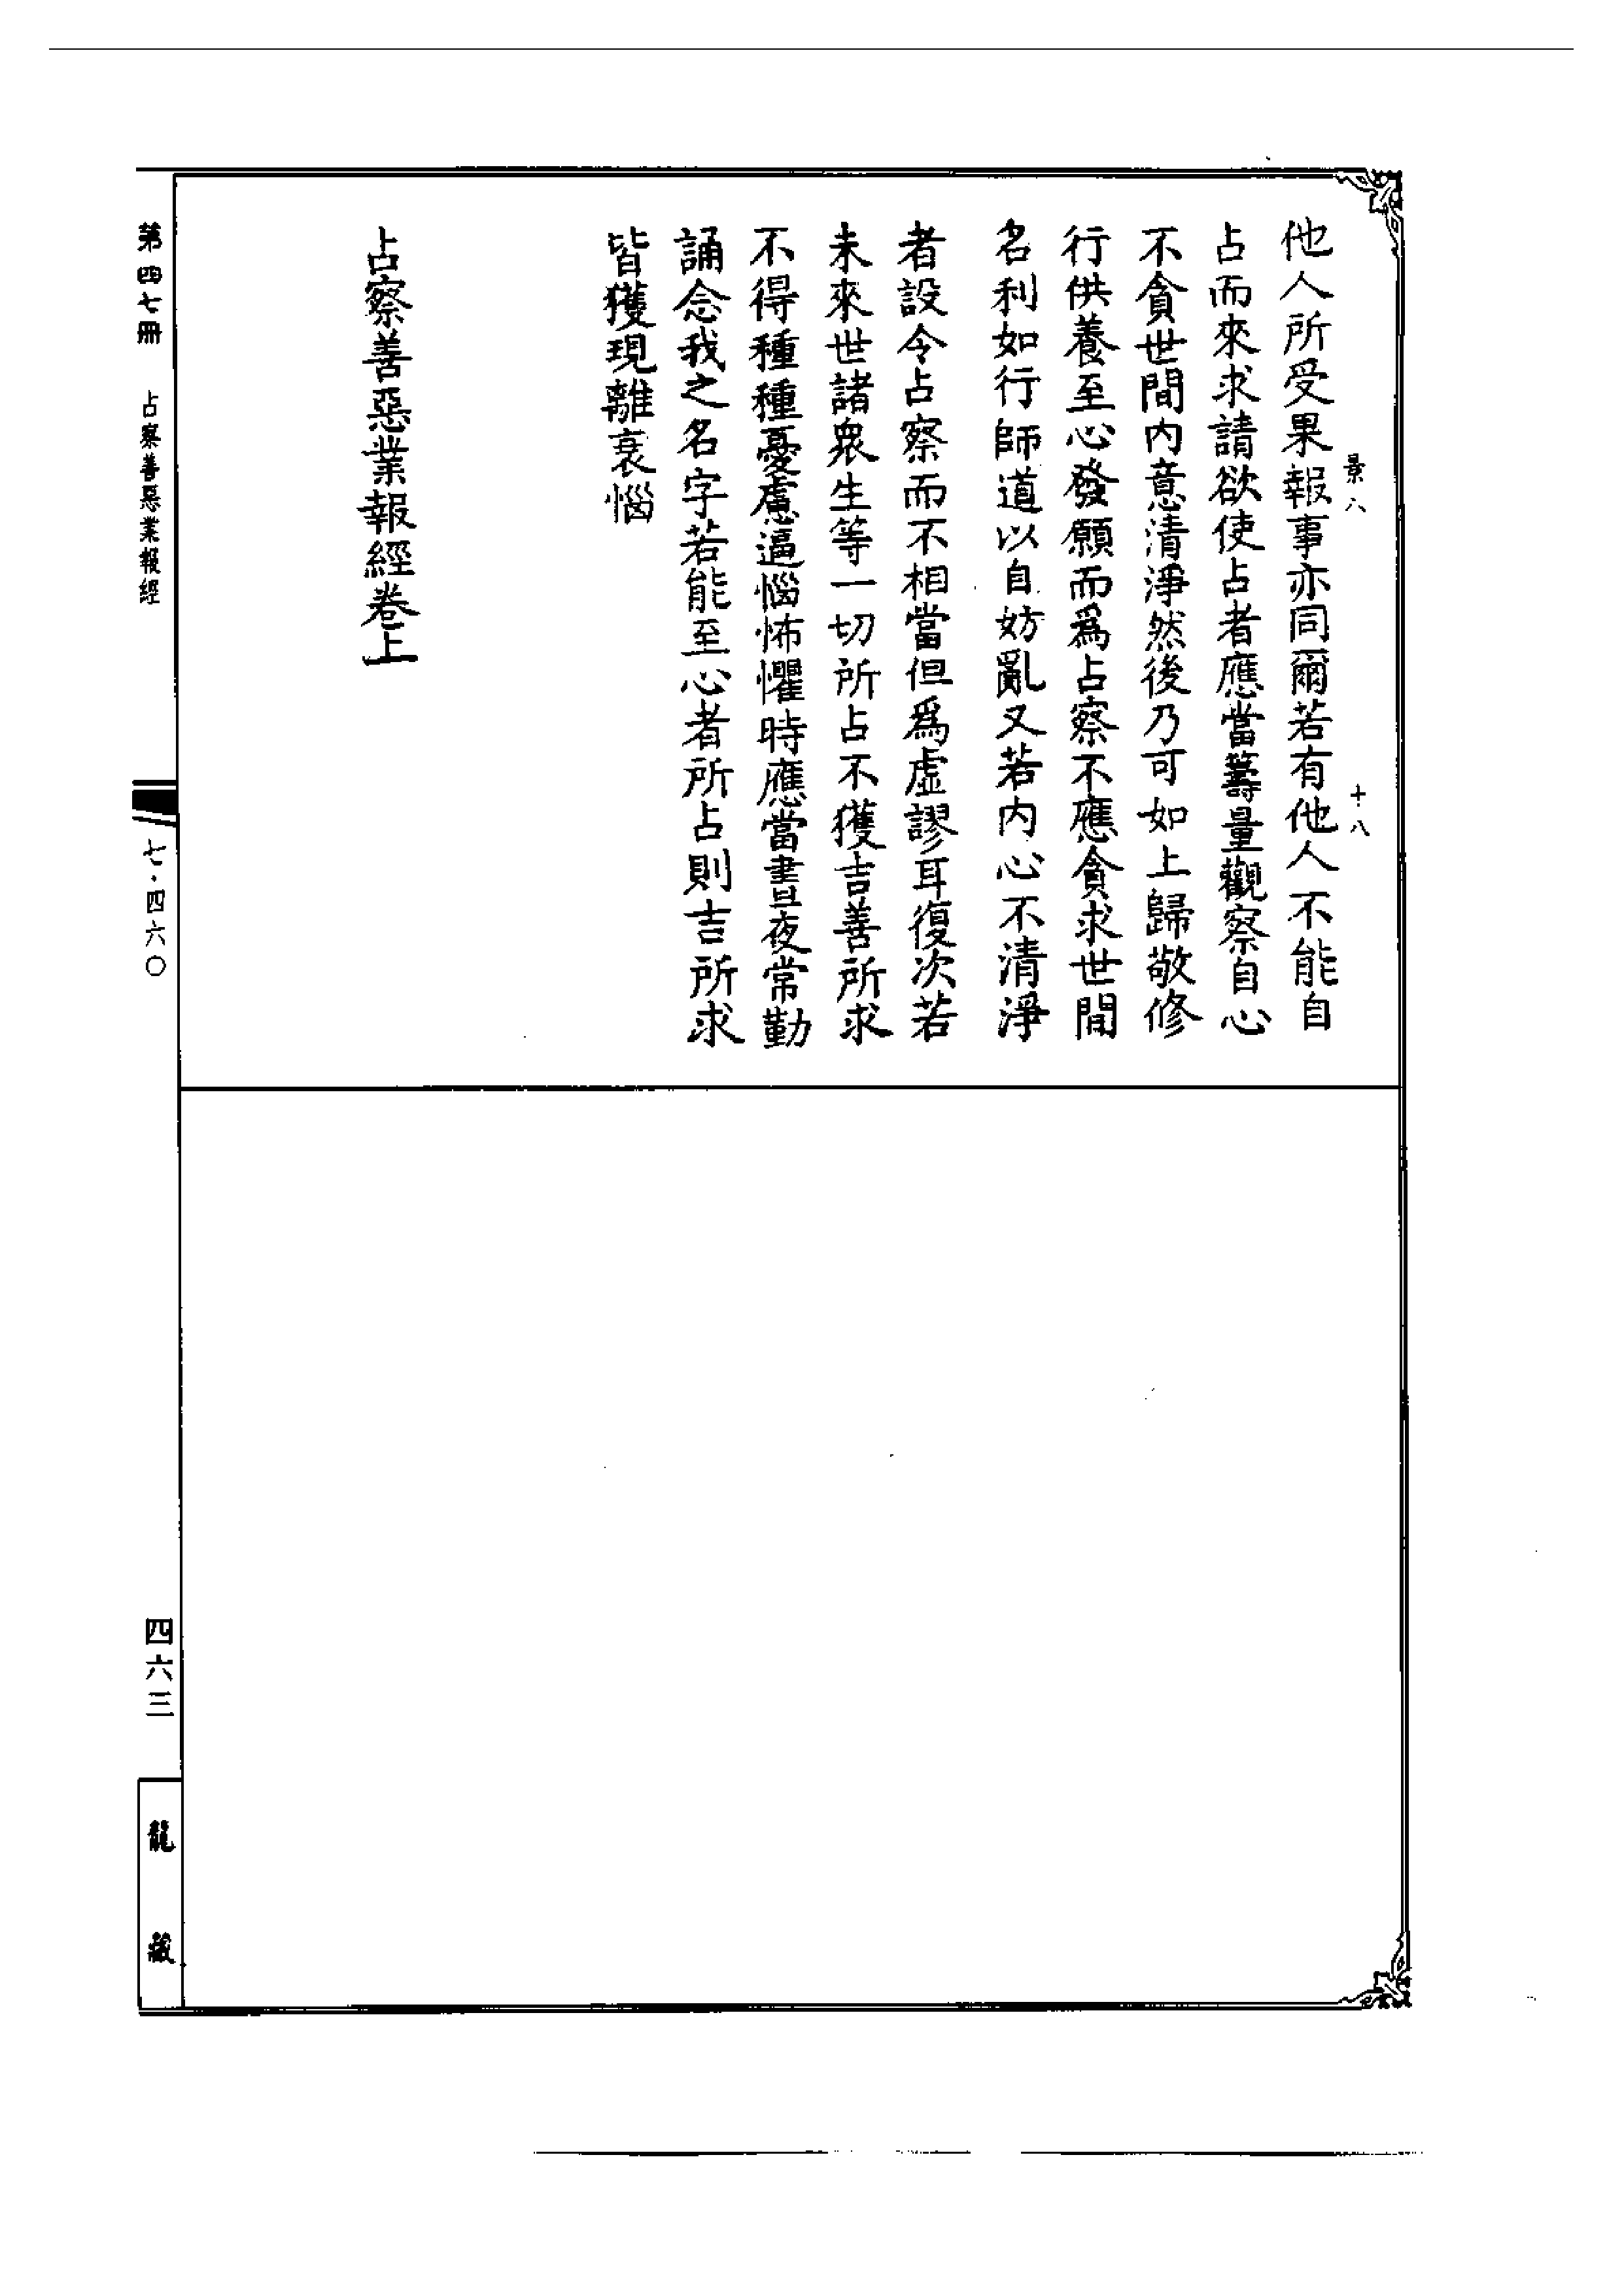 景六　十八
他人所受果報事亦同爾若有他人不能自
占而來求請欲使占者應當籌量觀察自心
不貪世間內意清淨然後乃可如上歸敬修
行供養至心發願而爲占察不應貪求世間
名利如行師道以自妨亂又若內心不清淨
者設令占察而不相當但爲虛謬耳復次若
未來世諸衆生等一切所占不獲吉善所求
不得種種憂慮逼惱怖懼時應當晝夜常勤
誦念我之名字若能至心者所占則吉所求
皆獲現離衰惱
占察善惡業報經卷上
第四七冊　占察善惡業報經　七·四六〇　四六三　龍藏